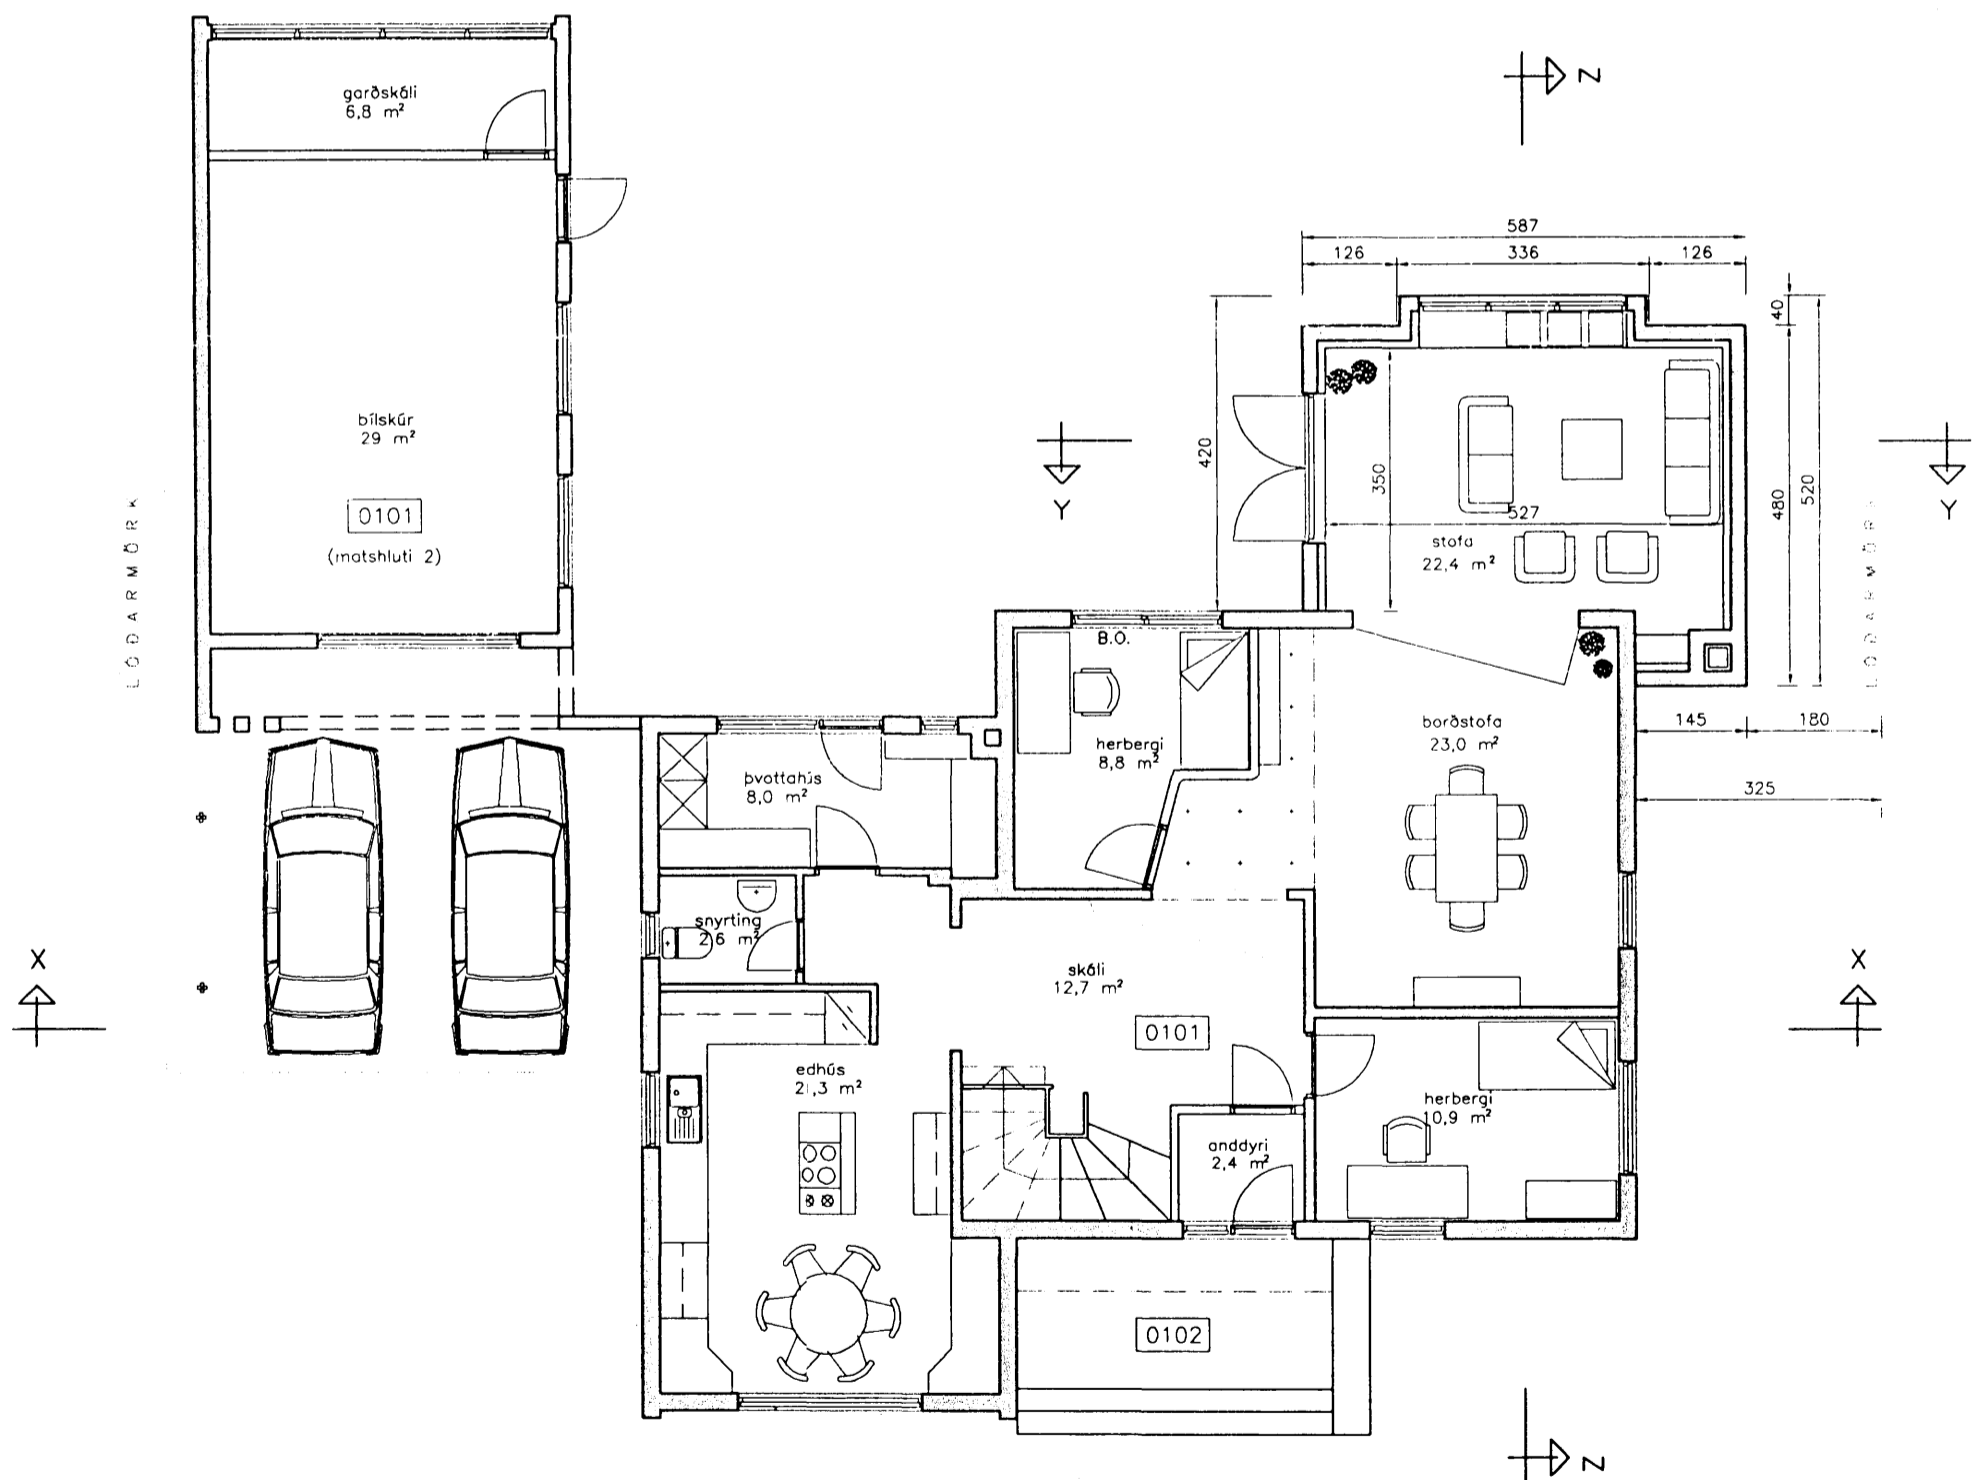 garðskáli
6,8 m²
bílskúr
29 m²
0101
(matshluti 2)
LÓÐARMÖRK
X
Z
587
126
336
126
40
420
350
527
480
520
stofa
22,4 m²
Y
Y
LÓÐARMÖRK
145
180
325
B.O.
herbergi
8,8 m²
borðstofa
23,0 m²
þvottahús
8,0 m²
snyrting
2,6 m²
skáli
12,7 m²
0101
X
edhús
21,3 m²
anddyri
2,4 m²
herbergi
10,9 m²
0102
Z